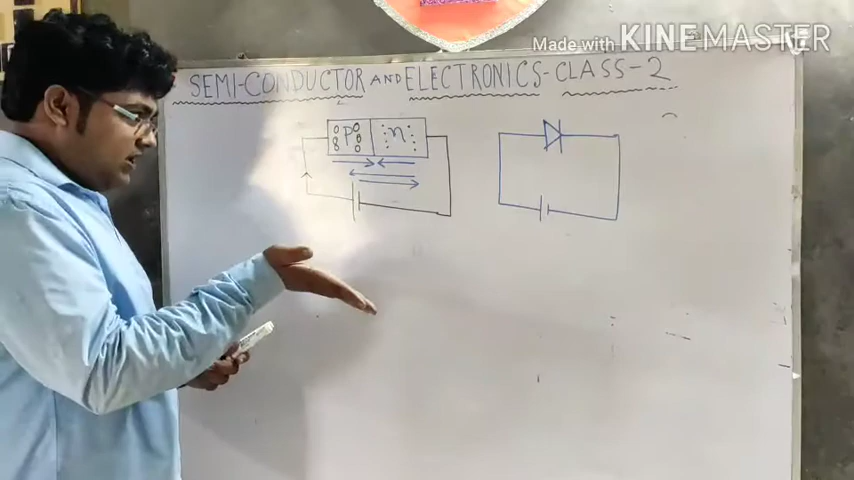 Made with KINEMASTER
SEMI-CONDUCTOR AND ELECTRONICS-CLASS-2
p n